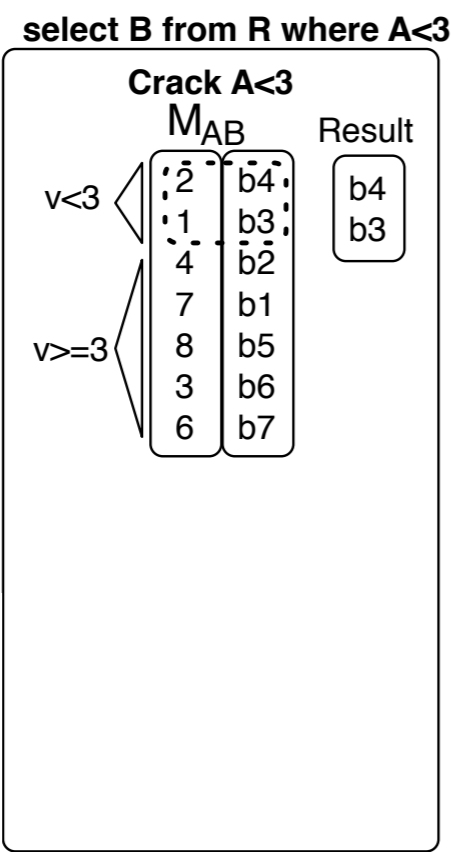 select B from R where A<3
Crack A<3
MAB
Result
v<3
2 b4
1 b3
4 b2
7 b1
8 b5
3 b6
6 b7
v>=3
b4
b3